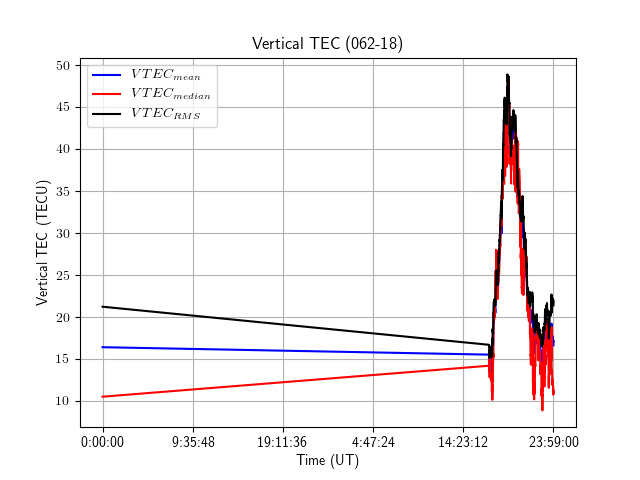 Vertical TEC (062-18)
50
45
40
35
30
25
20
15
10
Vertical TEC (TECU)
VTEC_mean
VTEC_median
VTEC_RMS
0:00:00 9:35:48 19:11:36 4:47:24 14:23:12 23:59:00
Time (UT)